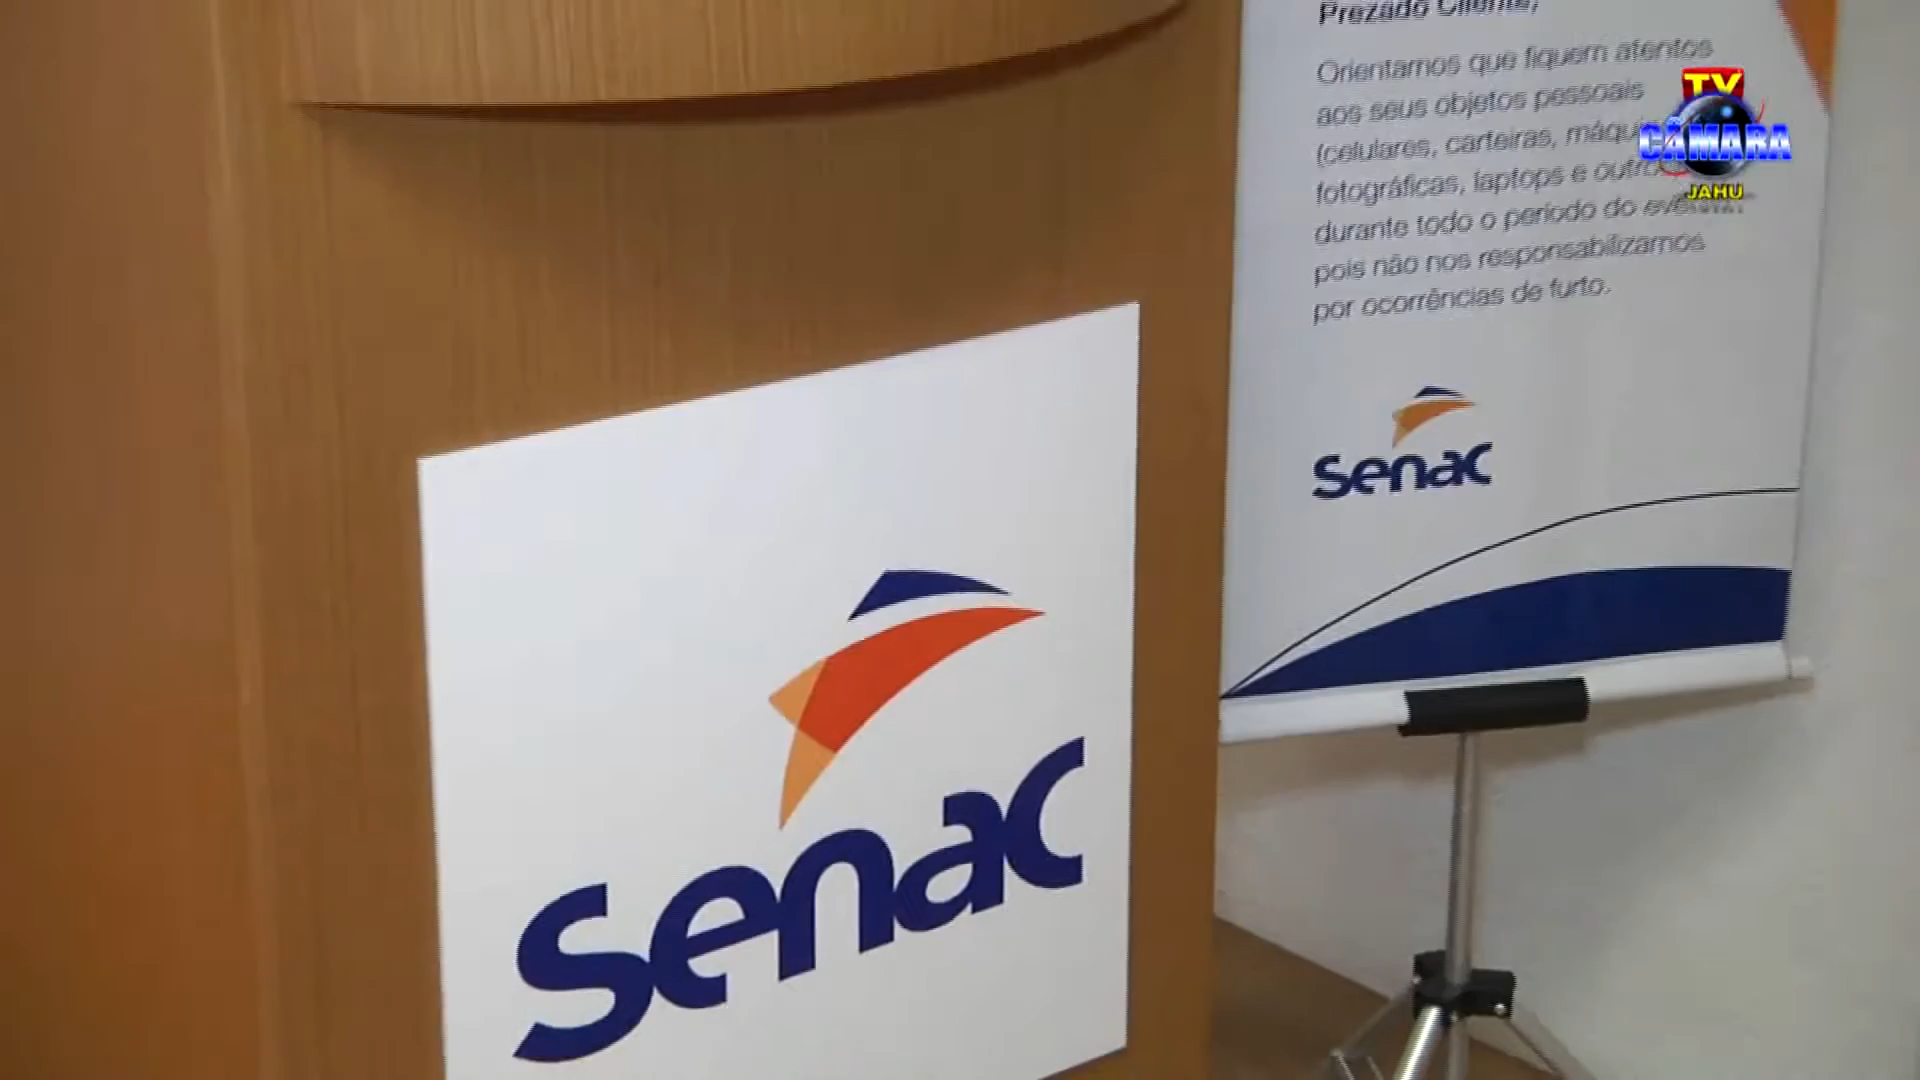 Prezado Cliente,
Orientamos que fiquem atentos
aos seus objetos pessoais
(celulares, carteiras,
fotográficas, laptops e
durante todo o período do
pois não nos responsabilizamos
por ocorrências de furto.
senac
senac
TV
CÂMARA
JAHU